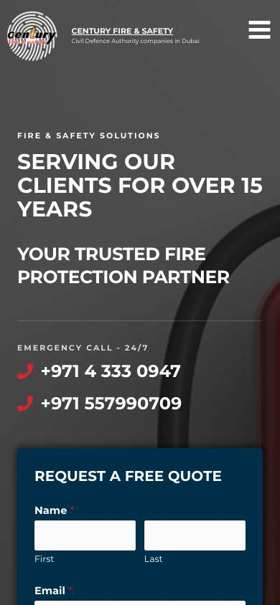 century
CENTURY FIRE & SAFETY
Civil Defence Authority companies in Dubai
FIRE & SAFETY SOLUTIONS
SERVING OUR
CLIENTS FOR OVER 15
YEARS
YOUR TRUSTED FIRE
PROTECTION PARTNER
EMERGENCY CALL - 24/7
+971 4 333 0947
+971 557990709
REQUEST A FREE QUOTE
Name *
First Last
Email *